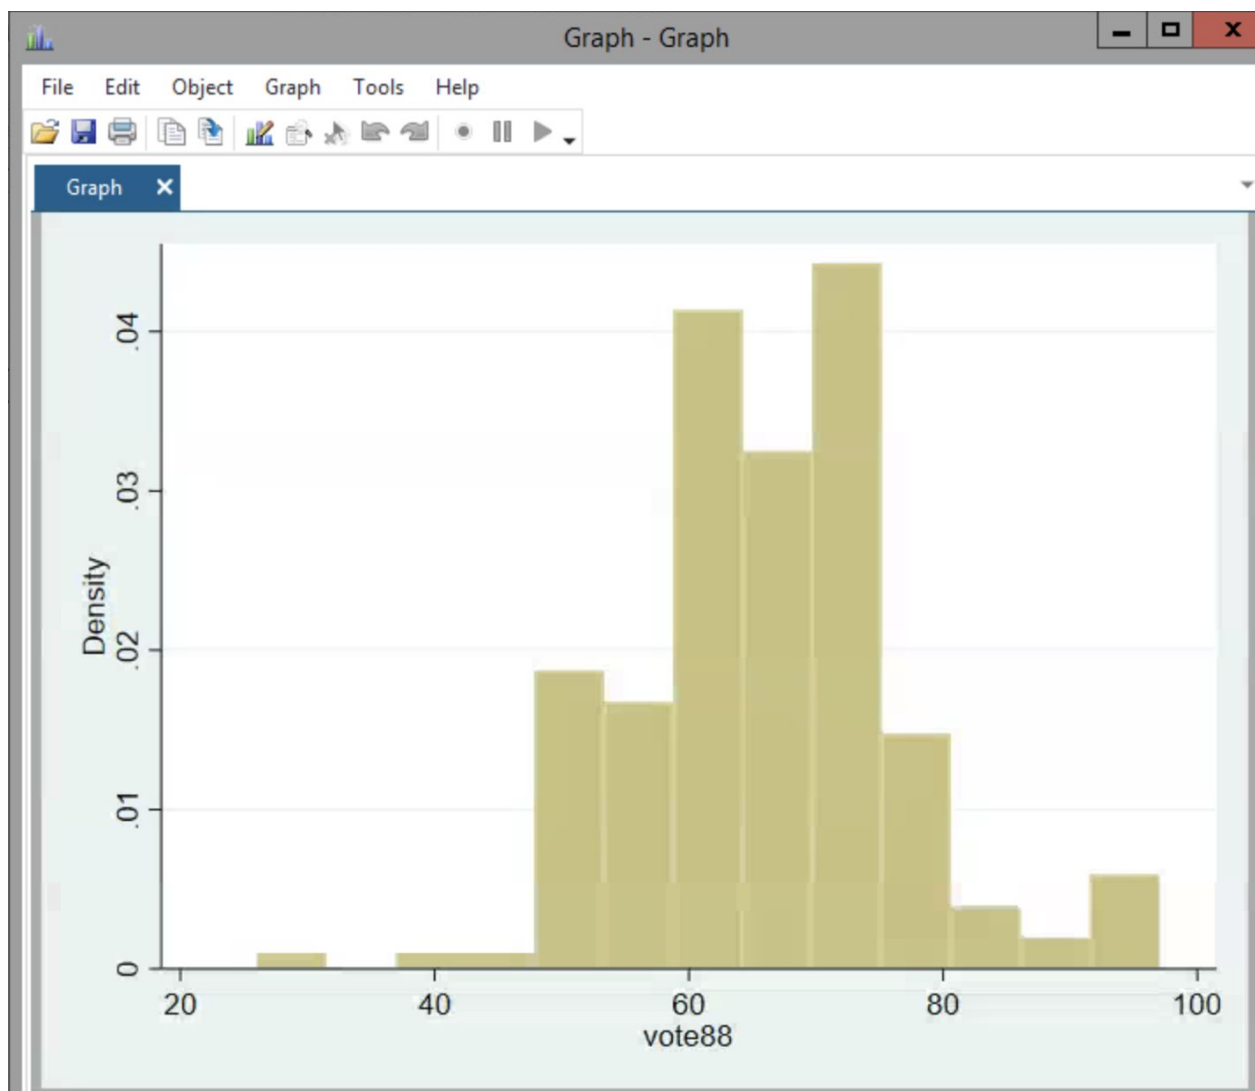 Graph - Graph
File Edit Object Graph Tools Help
Graph
Density
.04
.03
.02
.01
0
20 40 60 80 100
vote88